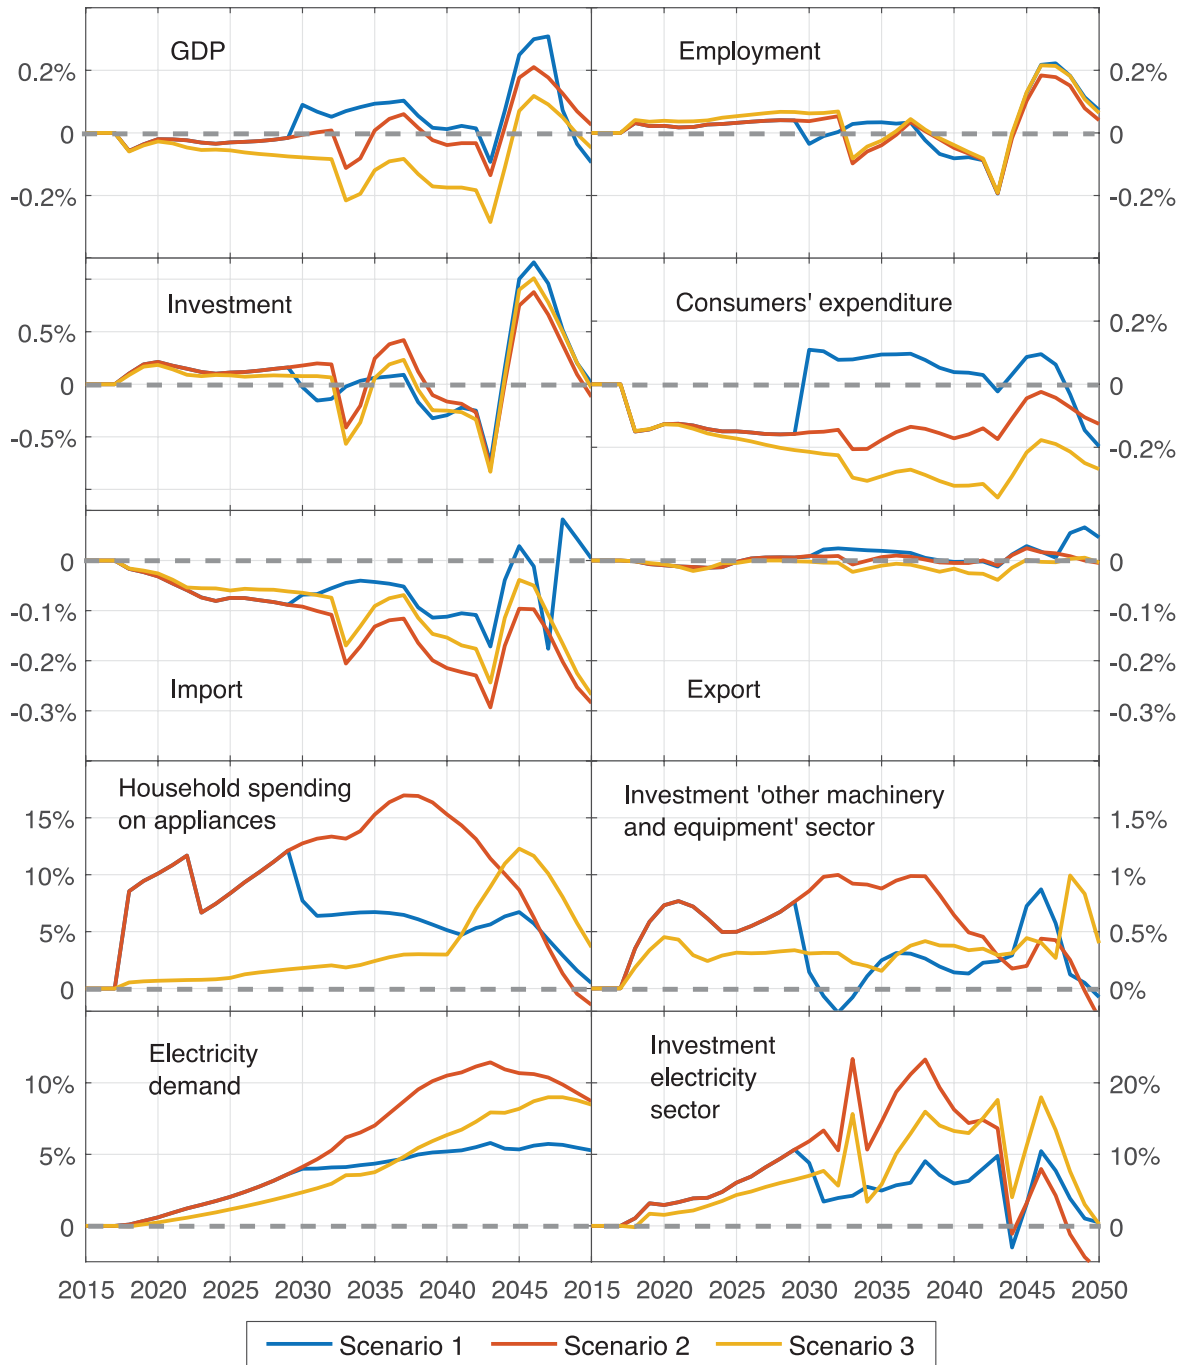 GDP
Employment
0.2%
0
-0.2%
0.2%
0
-0.2%
Investment
Consumers' expenditure
0.5%
0
-0.5%
0.2%
0
-0.2%
Import
Export
0
-0.1%
-0.2%
-0.3%
0
-0.1%
-0.2%
-0.3%
Household spending
on appliances
Investment 'other machinery
and equipment' sector
15%
10%
5%
0
1.5%
1%
0.5%
0%
Electricity
demand
Investment
electricity
sector
10%
5%
0
20%
10%
0
2015 2020 2025 2030 2035 2040 2045 2015 2020 2025 2030 2035 2040 2045 2050
Scenario 1 Scenario 2 Scenario 3